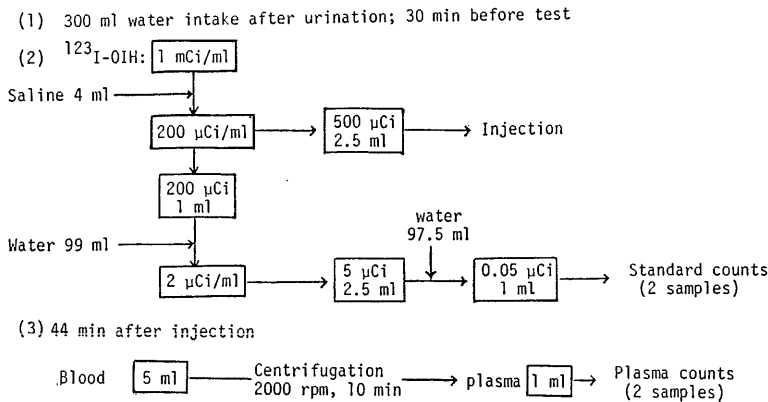 (1) 300 ml water intake after urination; 30 min before test
(2) ¹²³I-OIH: 1 mCi/ml
Saline 4 ml
200 μCi/ml
500 μCi
2.5 ml
Injection
200 μCi
1 ml
Water 99 ml
water
97.5 ml
2 μCi/ml
5 μCi
2.5 ml
0.05 μCi
1 ml
Standard counts
(2 samples)
(3) 44 min after injection
Blood 5 ml
Centrifugation
2000 rpm, 10 min
plasma 1 ml
Plasma counts
(2 samples)